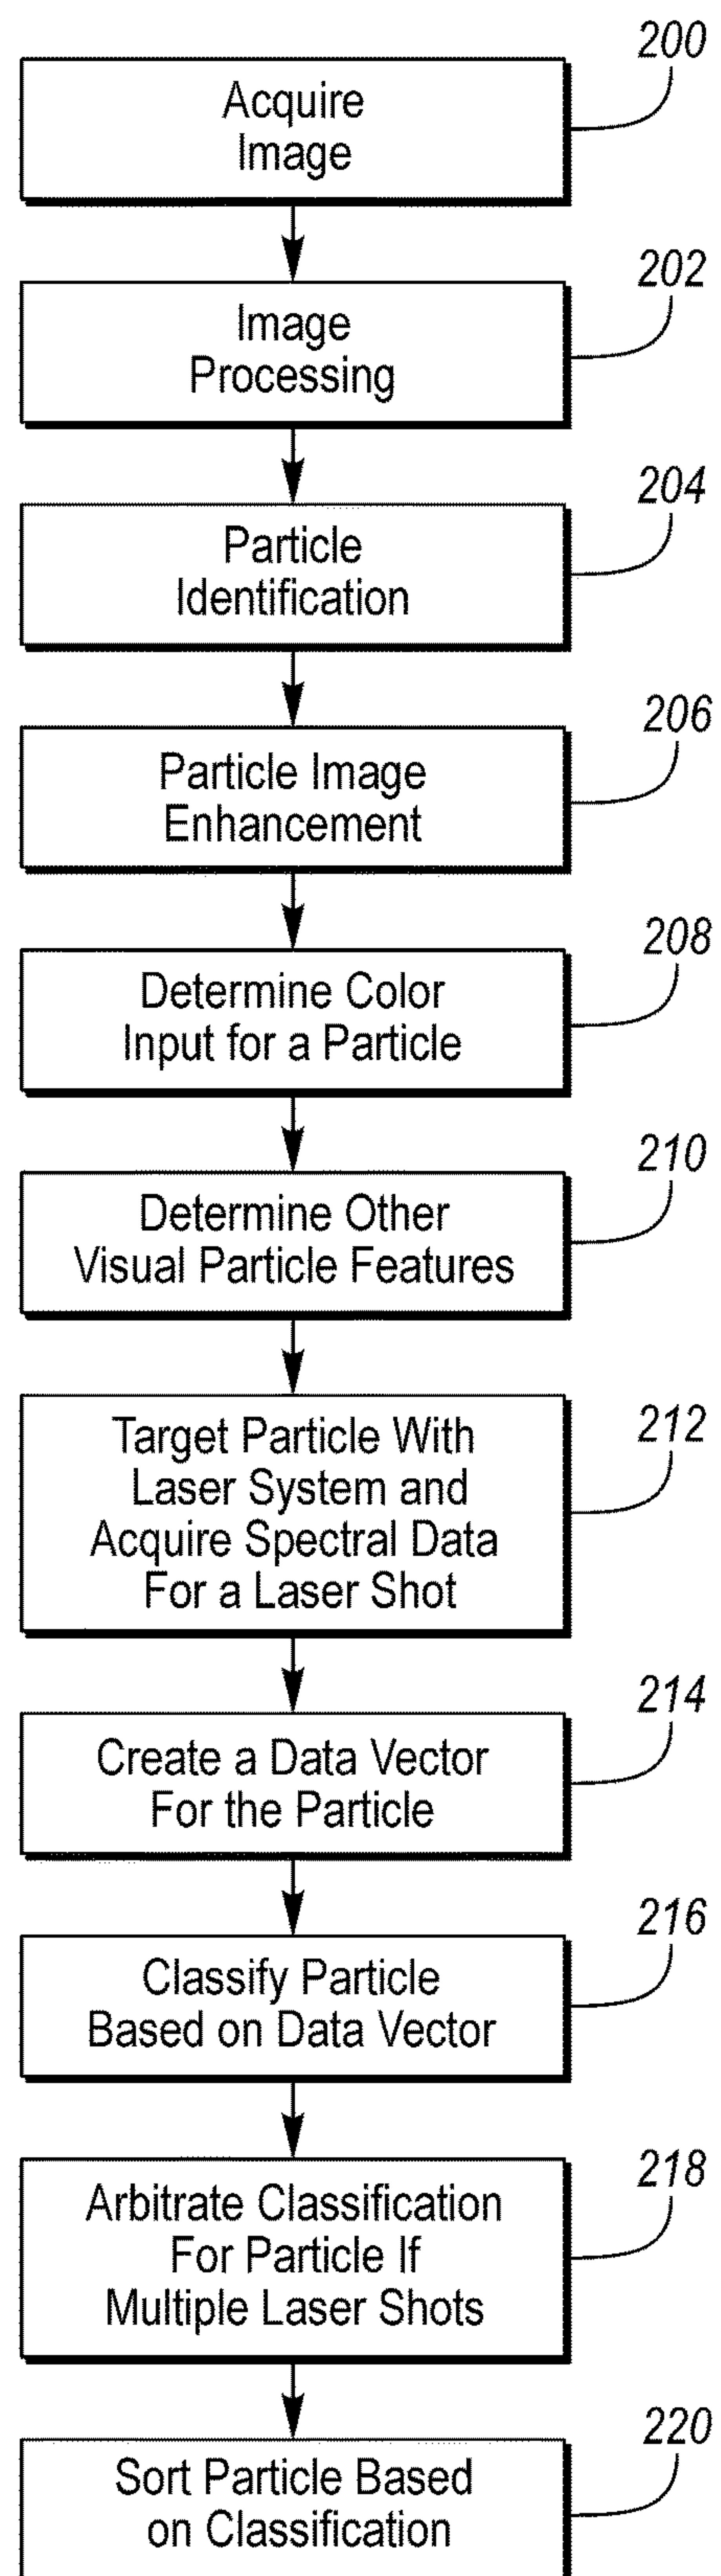 200
Acquire
Image
202
Image
Processing
204
Particle
Identification
206
Particle Image
Enhancement
208
Determine Color
Input for a Particle
210
Determine Other
Visual Particle Features
212
Target Particle With
Laser System and
Acquire Spectral Data
For a Laser Shot
214
Create a Data Vector
For the Particle
216
Classify Particle
Based on Data Vector
218
Arbitrate Classification
For Particle If
Multiple Laser Shots
220
Sort Particle Based
on Classification